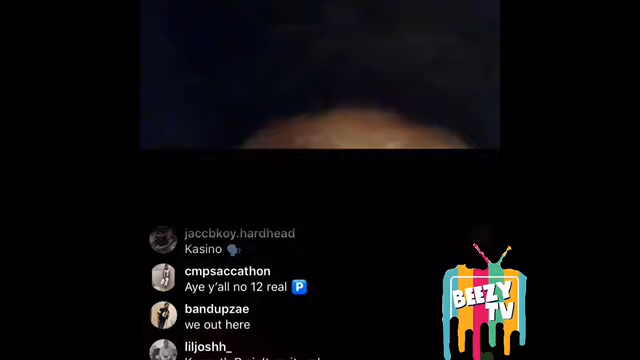 jaccbkoy.hardhead
Kasino 🗣
cmpsaccathon
Aye y'all no 12 real 🅿️
bandupzae
we out here
liljoshh_
BEEZY
TV